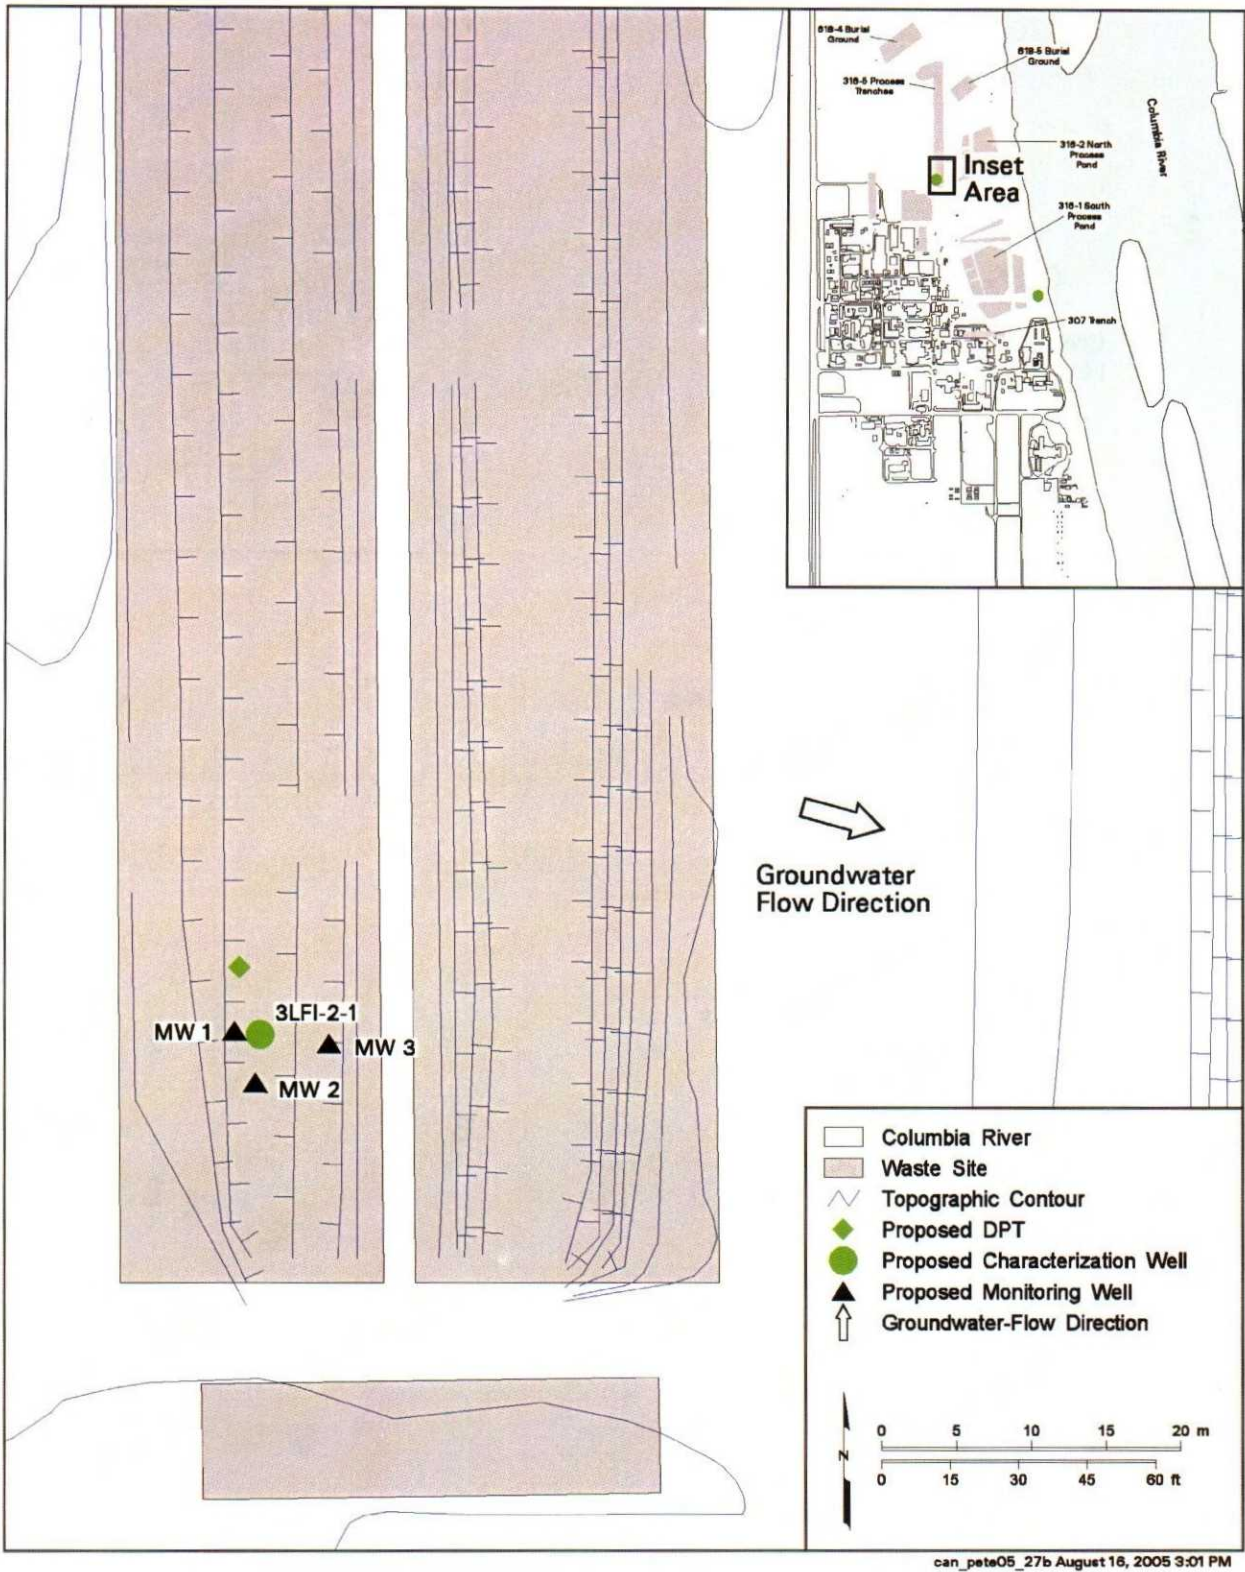 618-4 Burial
Ground
618-5 Burial
Ground
316-5 Process
Trenches
Columbia River
316-2 North
Process
Pond
Inset
Area
316-1 South
Process
Pond
307 Trench
Groundwater
Flow Direction
3LFI-2-1
MW 1
MW 3
MW 2
Columbia River
Waste Site
Topographic Contour
Proposed DPT
Proposed Characterization Well
Proposed Monitoring Well
Groundwater-Flow Direction
N
0 5 10 15 20 m
0 15 30 45 60 ft
can_pete05_27b August 16, 2005 3:01 PM